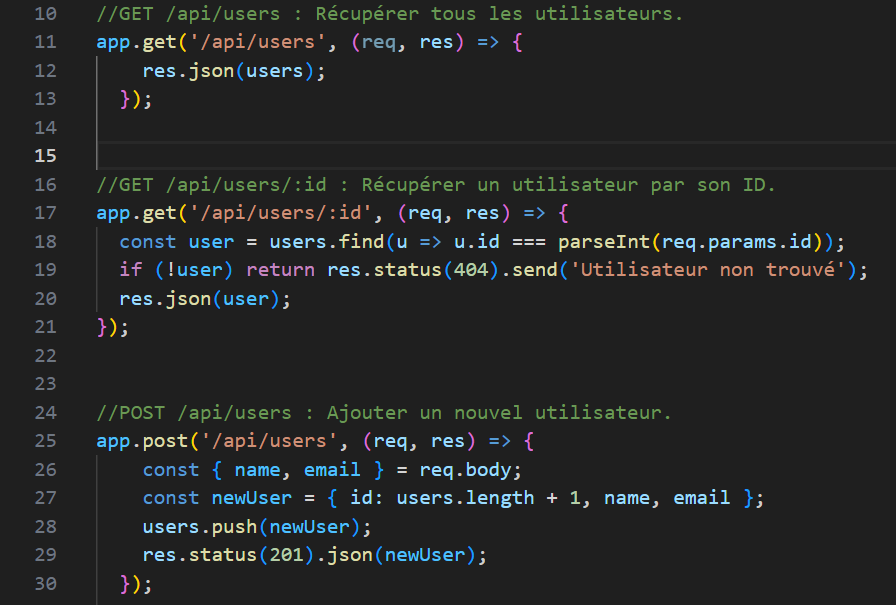 10 //GET /api/users : Récupérer tous les utilisateurs.
11 app.get('/api/users', (req, res) => {
12     res.json(users);
13   });
14
15
16 //GET /api/users/:id : Récupérer un utilisateur par son ID.
17 app.get('/api/users/:id', (req, res) => {
18   const user = users.find(u => u.id === parseInt(req.params.id));
19   if (!user) return res.status(404).send('Utilisateur non trouvé');
20   res.json(user);
21 });
22
23
24 //POST /api/users : Ajouter un nouvel utilisateur.
25 app.post('/api/users', (req, res) => {
26     const { name, email } = req.body;
27     const newUser = { id: users.length + 1, name, email };
28     users.push(newUser);
29     res.status(201).json(newUser);
30   });